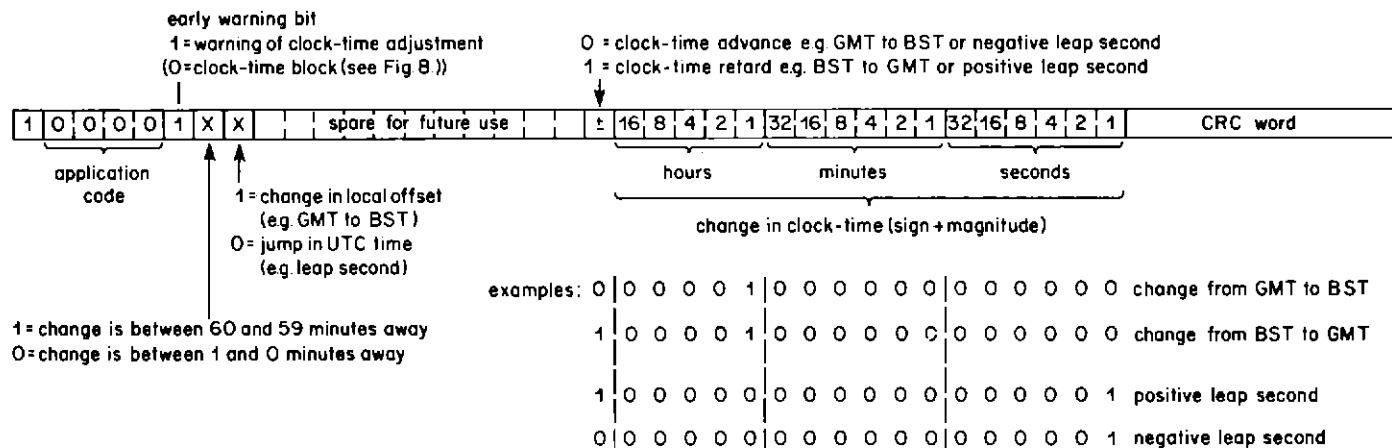 early warning bit
1 = warning of clock-time adjustment
(0=clock-time block (see Fig. 8.))
0 = clock-time advance e.g. GMT to BST or negative leap second
1 = clock-time retard e.g. BST to GMT or positive leap second.
1 0 0 0 0 1 X X spare for future use ± 16 8 4 2 1 32 16 8 4 2 1 32 16 8 4 2 1 CRC word
application
code
hours minutes seconds
1 = change in local offset
(e.g. GMT to BST)
0 = jump in UTC time
(e.g. leap second)
change in clock-time (sign + magnitude)
1 = change is between 60 and 59 minutes away
0 = change is between 1 and 0 minutes away
examples: 0 0 0 0 0 1 0 0 0 0 0 0 0 0 0 0 0 0 change from GMT to BST
1 0 0 0 0 1 0 0 0 0 0 0 0 0 0 0 0 0 change from BST to GMT
1 0 0 0 0 0 0 0 0 0 0 0 0 0 0 0 0 1 positive leap second
0 0 0 0 0 0 0 0 0 0 0 0 0 0 0 0 0 1 negative leap second